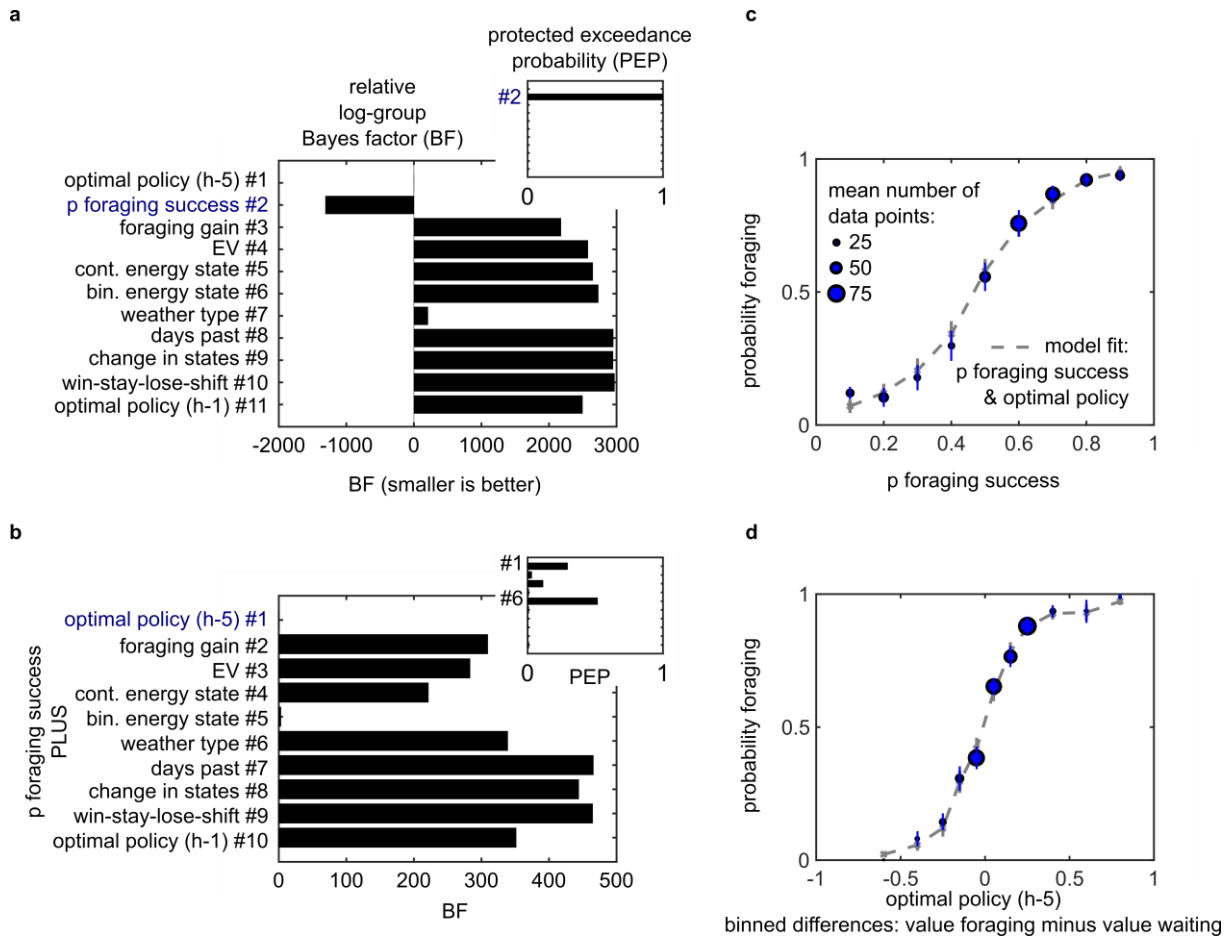 a
protected exceedance
probability (PEP)
#2
0
1
relative
log-group
Bayes factor (BF)
optimal policy (h-5) #1
p foraging success #2
foraging gain #3
EV #4
cont. energy state #5
bin. energy state #6
weather type #7
days past #8
change in states #9
win-stay-lose-shift #10
optimal policy (h-1) #11
-2000
-1000
0
1000
2000
3000
BF (smaller is better)
b
#1
#6
0
PEP
1
p foraging success
PLUS
optimal policy (h-5) #1
foraging gain #2
EV #3
cont. energy state #4
bin. energy state #5
weather type #6
days past #7
change in states #8
win-stay-lose-shift #9
optimal policy (h-1) #10
0
100
200
300
400
500
BF
c
probability foraging
1
0.5
0
mean number of
data points:
25
50
75
model fit:
p foraging success
& optimal policy
0
0.2
0.4
0.6
0.8
1
p foraging success
d
probability foraging
1
0.5
0
-1
-0.5
0
0.5
1
optimal policy (h-5)
binned differences: value foraging minus value waiting